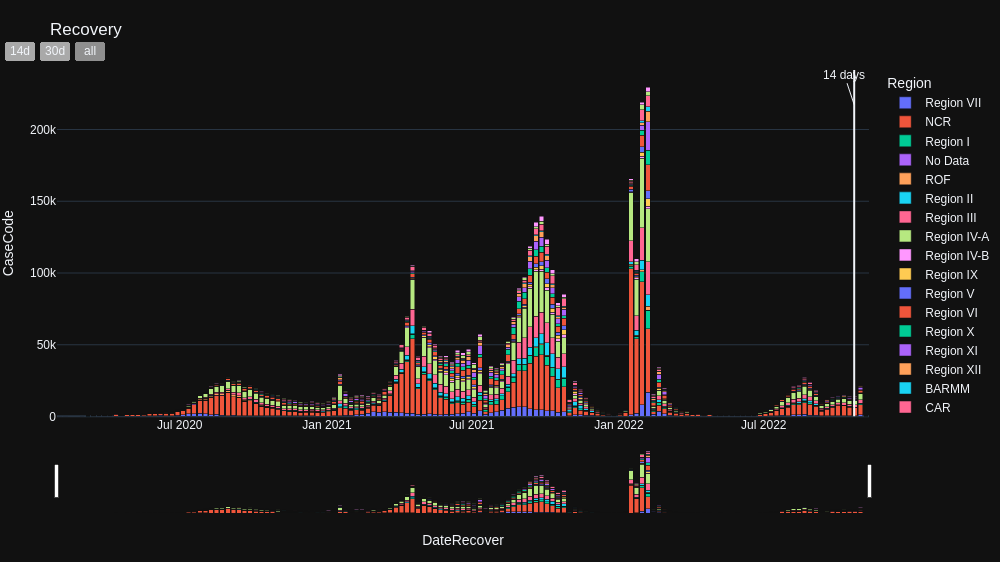 Recovery
14d 30d all
14 days
Region
Region VII
NCR
Region I
No Data
ROF
Region II
Region III
Region IV-A
Region IV-B
Region IX
Region V
Region VI
Region X
Region XI
Region XII
BARMM
CAR
CaseCode
200k
150k
100k
50k
0
Jul 2020 Jan 2021 Jul 2021 Jan 2022 Jul 2022
DateRecover